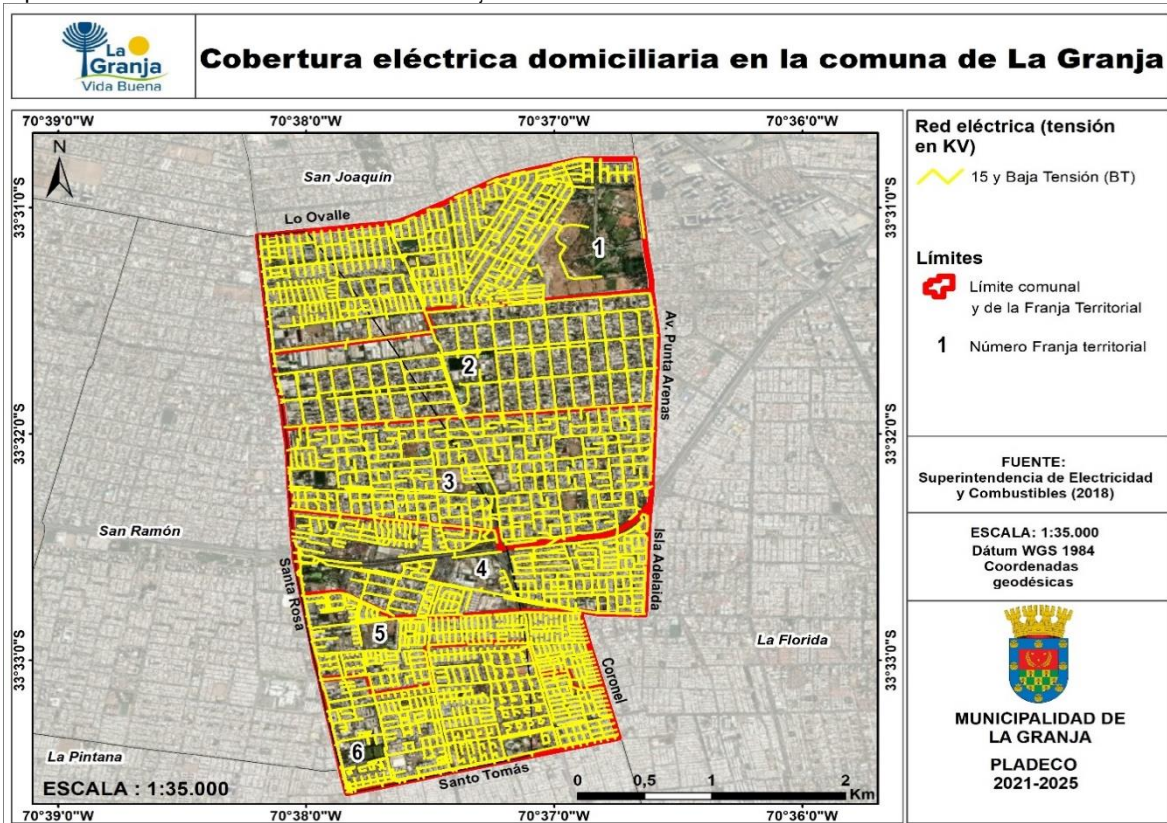 La
Granja
Vida Buena
Cobertura eléctrica domiciliaria en la comuna de La Granja
70°39'0"W 70°38'0"W 70°37'0"W 70°36'0"W
N
33°31'0"S
33°32'0"S
33°33'0"S
San Joaquín
Lo Ovalle
1
Av. Punta Arenas
2
3
San Ramón
4
Isla Adelaida
Santa Rosa
5
La Florida
Coronel
6
La Pintana
Santo Tomás
ESCALA : 1:35.000
0 0,5 1 2
Km
33°31'0"S
33°32'0"S
33°33'0"S
70°39'0"W 70°38'0"W 70°37'0"W 70°36'0"W
Red eléctrica (tensión
en KV)
15 y Baja Tensión (BT)
Límites
Límite comunal
y de la Franja Territorial
1 Número Franja territorial
FUENTE:
Superintendencia de Electricidad
y Combustibles (2018)
ESCALA: 1:35.000
Dátum WGS 1984
Coordenadas
geodésicas
MUNICIPALIDAD DE
LA GRANJA
PLADECO
2021-2025